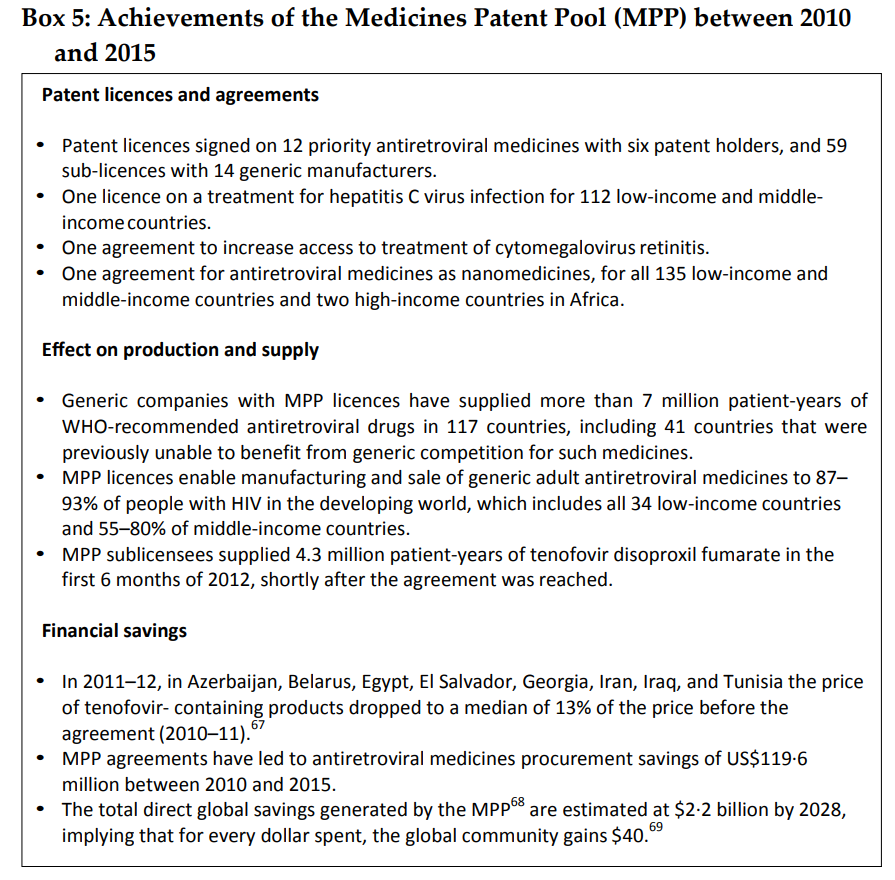 Box 5: Achievements of the Medicines Patent Pool (MPP) between 2010
and 2015
Patent licences and agreements
• Patent licences signed on 12 priority antiretroviral medicines with six patent holders, and 59
sub-licences with 14 generic manufacturers.
• One licence on a treatment for hepatitis C virus infection for 112 low-income and middle-
income countries.
• One agreement to increase access to treatment of cytomegalovirus retinitis.
• One agreement for antiretroviral medicines as nanomedicines, for all 135 low-income and
middle-income countries and two high-income countries in Africa.
Effect on production and supply
• Generic companies with MPP licences have supplied more than 7 million patient-years of
WHO-recommended antiretroviral drugs in 117 countries, including 41 countries that were
previously unable to benefit from generic competition for such medicines.
• MPP licences enable manufacturing and sale of generic adult antiretroviral medicines to 87–
93% of people with HIV in the developing world, which includes all 34 low-income countries
and 55–80% of middle-income countries.
• MPP sublicensees supplied 4.3 million patient-years of tenofovir disoproxil fumarate in the
first 6 months of 2012, shortly after the agreement was reached.
Financial savings
• In 2011–12, in Azerbaijan, Belarus, Egypt, El Salvador, Georgia, Iran, Iraq, and Tunisia the price
of tenofovir- containing products dropped to a median of 13% of the price before the
agreement (2010–11).67
• MPP agreements have led to antiretroviral medicines procurement savings of US$119·6
million between 2010 and 2015.
• The total direct global savings generated by the MPP68 are estimated at $2·2 billion by 2028,
implying that for every dollar spent, the global community gains $40.69